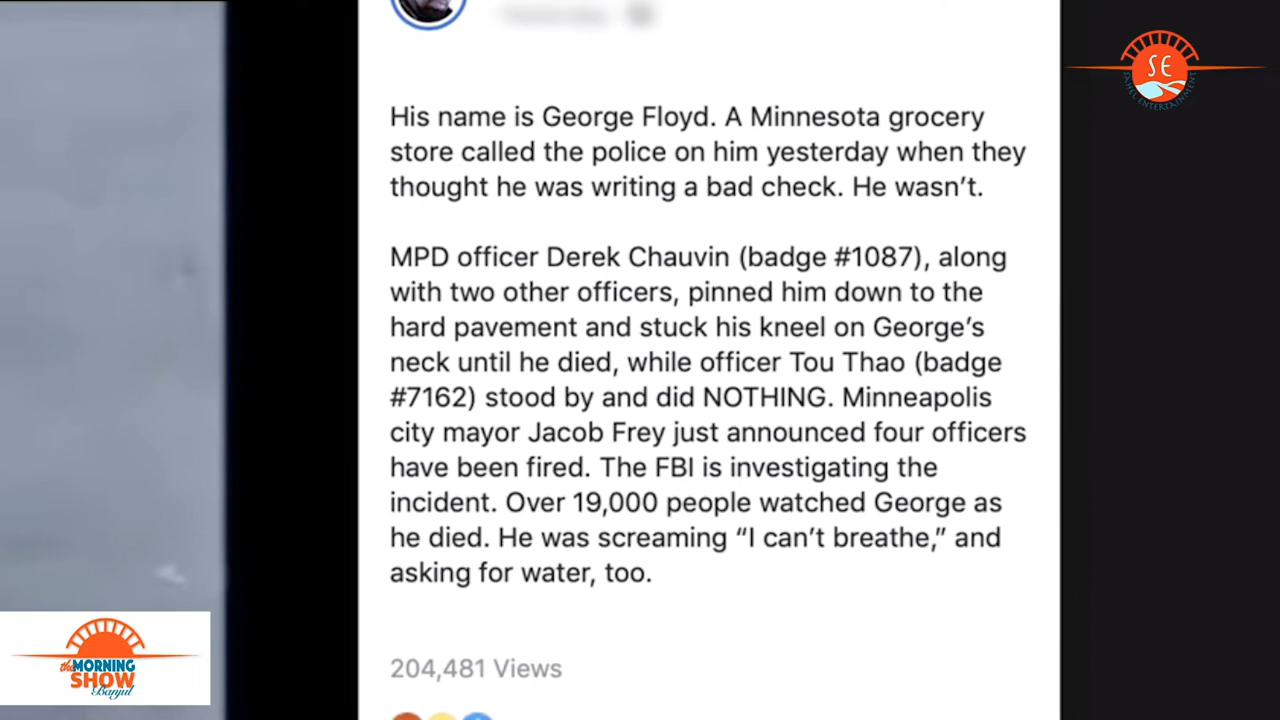 SE
SAHEL ENTERTAINMENT
His name is George Floyd. A Minnesota grocery
store called the police on him yesterday when they
thought he was writing a bad check. He wasn’t.
MPD officer Derek Chauvin (badge #1087), along
with two other officers, pinned him down to the
hard pavement and stuck his kneel on George’s
neck until he died, while officer Tou Thao (badge
#7162) stood by and did NOTHING. Minneapolis
city mayor Jacob Frey just announced four officers
have been fired. The FBI is investigating the
incident. Over 19,000 people watched George as
he died. He was screaming “I can’t breathe,” and
asking for water, too.
204,481 Views
the MORNING
SHOW
Banjul